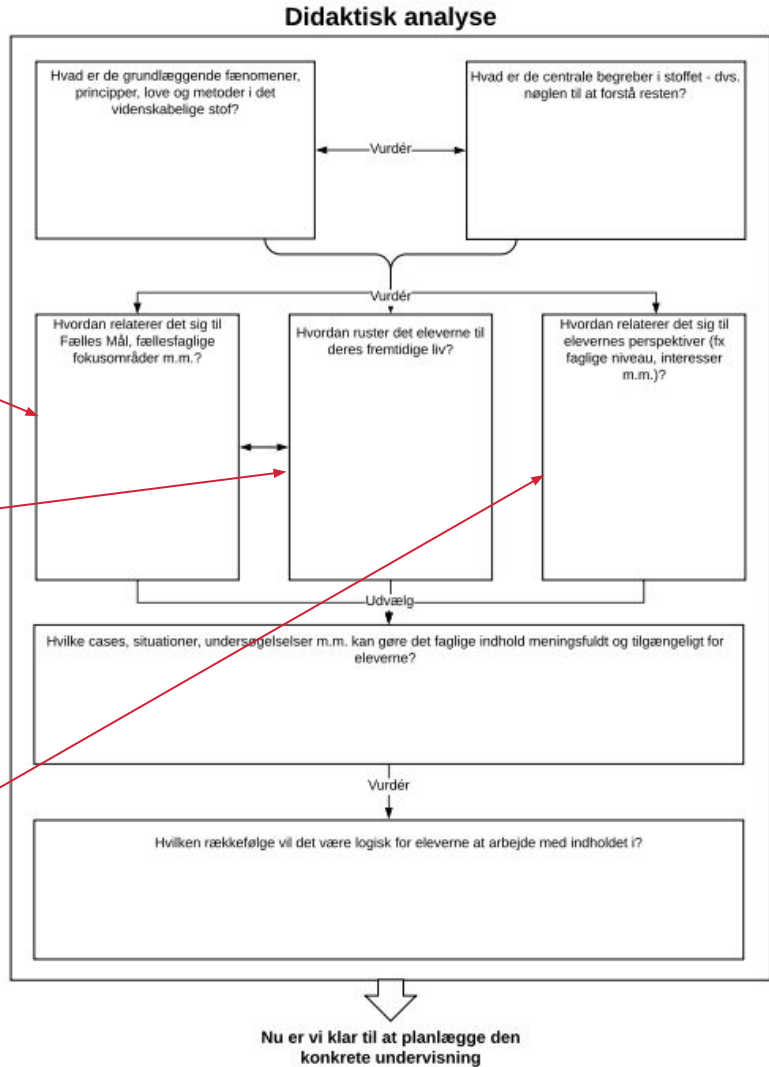 Didaktisk analyse
Hvad er de grundlæggende fænomener,
principper, love og metoder i det
videnskabelige stof?
Vurdér
Hvad er de centrale begreber i stoffet - dvs.
nøglen til at forstå resten?
Vurdér
Hvordan relaterer det sig til
Fælles Mål, fællesfaglige
fokusområder m.m.?
Hvordan ruster det eleverne til
deres fremtidige liv?
Hvordan relaterer det sig til
elevernes perspektiver (fx
faglige niveau, interesser
m.m.)?
Udvælg
Hvilke cases, situationer, undersøgelselser m.m. kan gøre det faglige indhold meningsfuldt og tilgængeligt for
eleverne?
Vurdér
Hvilken rækkefølge vil det være logisk for eleverne at arbejde med indholdet i?
Nu er vi klar til at planlægge den
konkrete undervisning